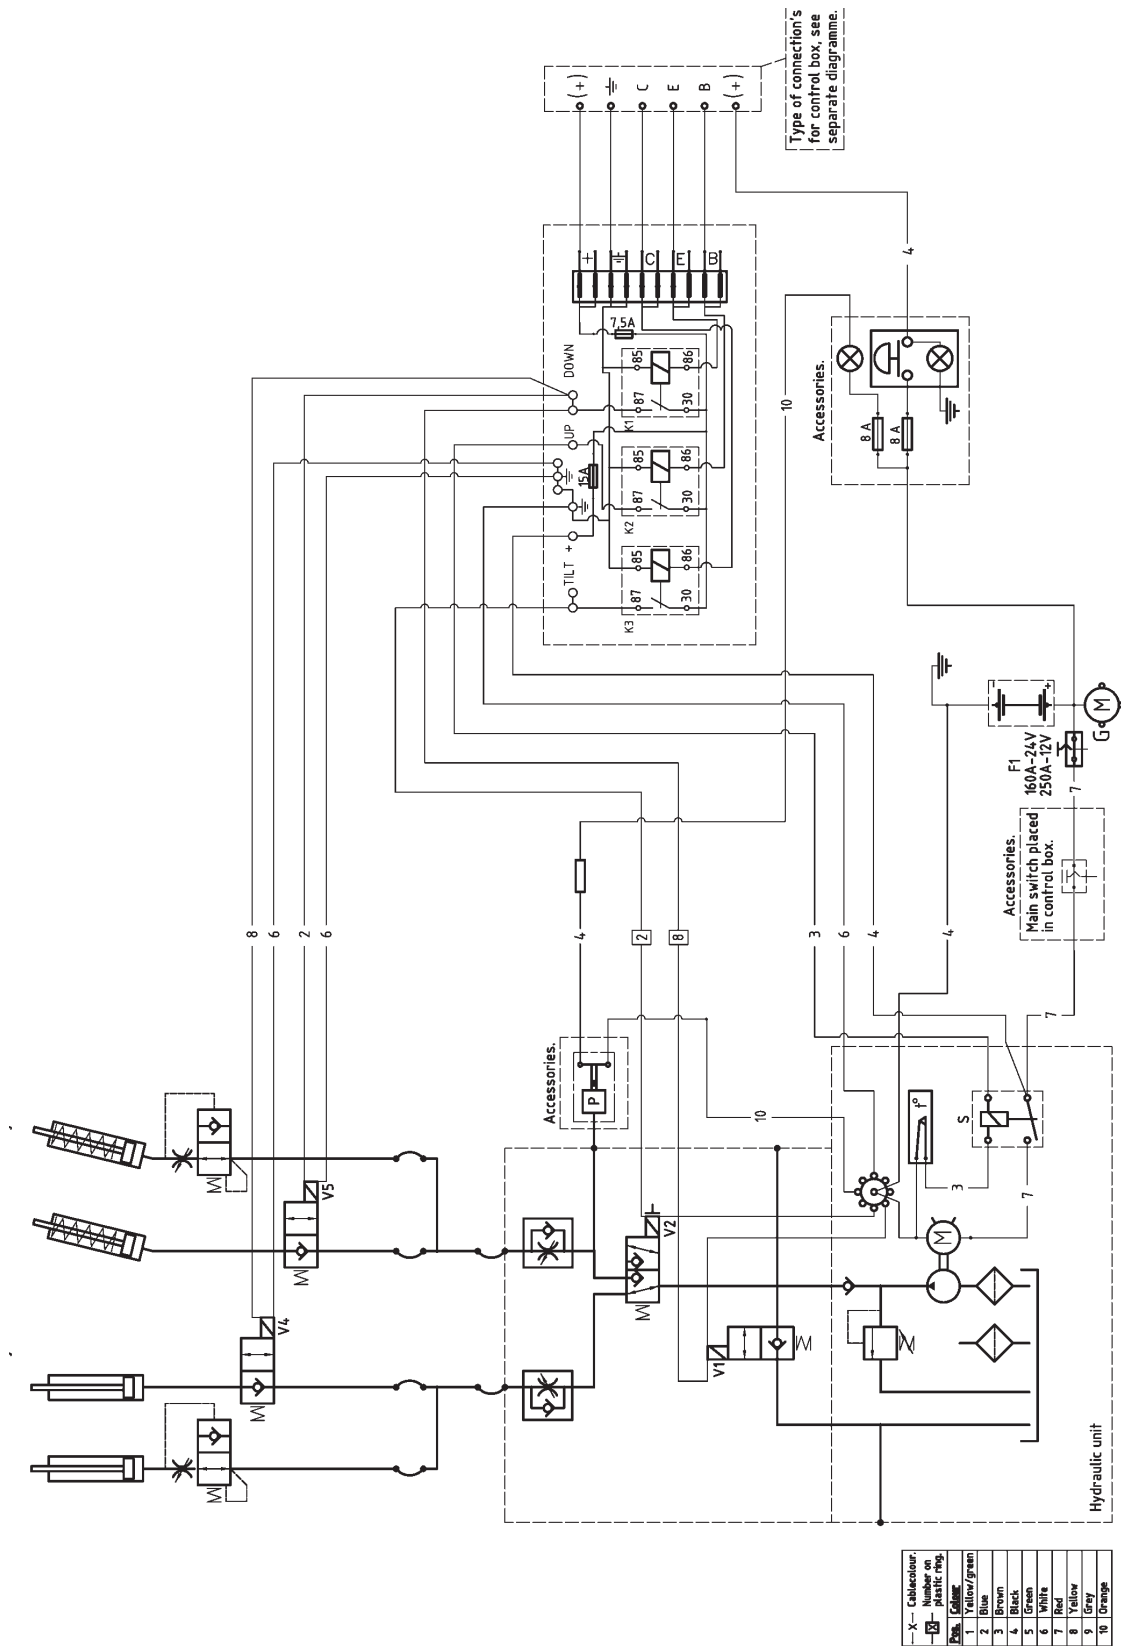 Type of connection's
for control box, see
separate diagramme.
(+)
C
E
B
(+)
+
C
E
B
7,5A
DOWN
UP
15A
+
TILT
85
86
87
30
K1
85
86
87
30
K2
85
86
87
30
K3
4
10
Accessories.
8 A
8 A
-
+
F1
160A-24V
250A-12V
M
G
7
Accessories.
Main switch placed
in control box.
8
6
2
6
4
2
8
3
6
4
4
7
Accessories.
P
10
V5
V4
V2
V1
t°
S
3
7
M
Hydraulic unit
X Cablecolour.
Number on
plastic ring.
Pos. Colour
1 Yellow/green
2 Blue
3 Brown
4 Black
5 Green
6 White
7 Red
8 Yellow
9 Grey
10 Orange